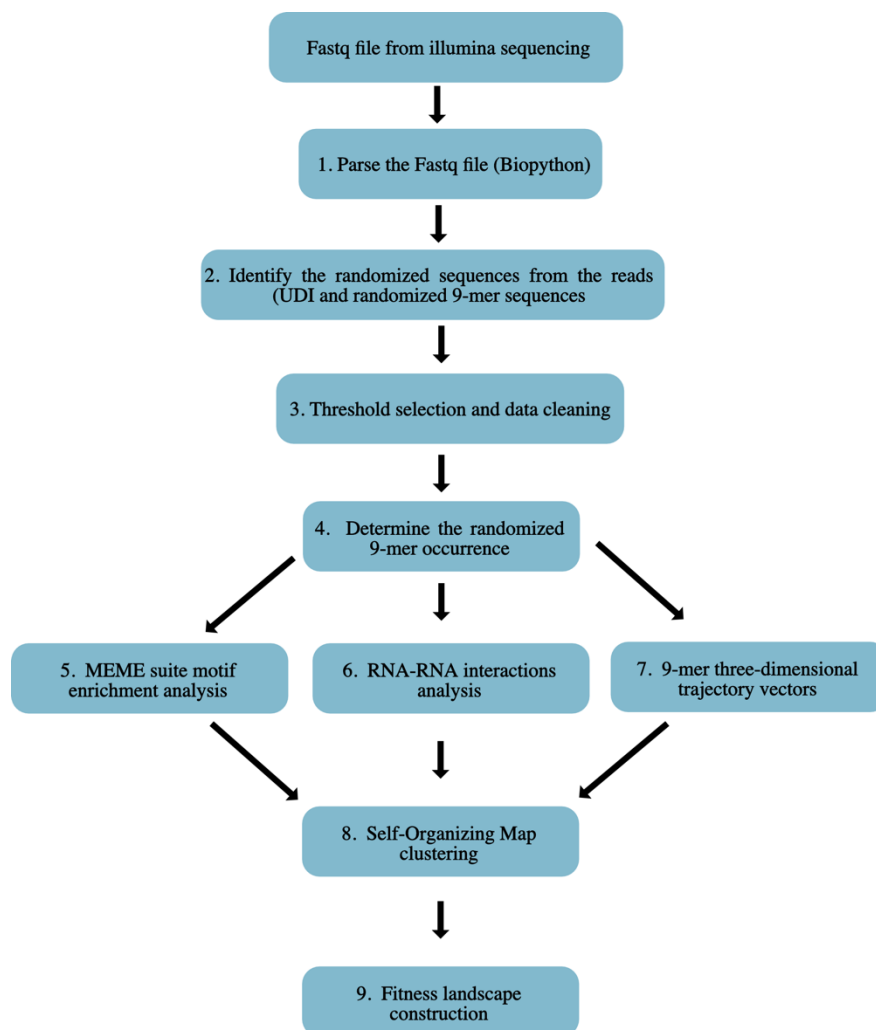 Fastq file from illumina sequencing
1. Parse the Fastq file (Biopython)
2. Identify the randomized sequences from the reads
(UDI and randomized 9-mer sequences
3. Threshold selection and data cleaning
4. Determine the randomized
9-mer occurrence
5. MEME suite motif
enrichment analysis
6. RNA-RNA interactions
analysis
7. 9-mer three-dimensional
trajectory vectors
8. Self-Organizing Map
clustering
9. Fitness landscape
construction